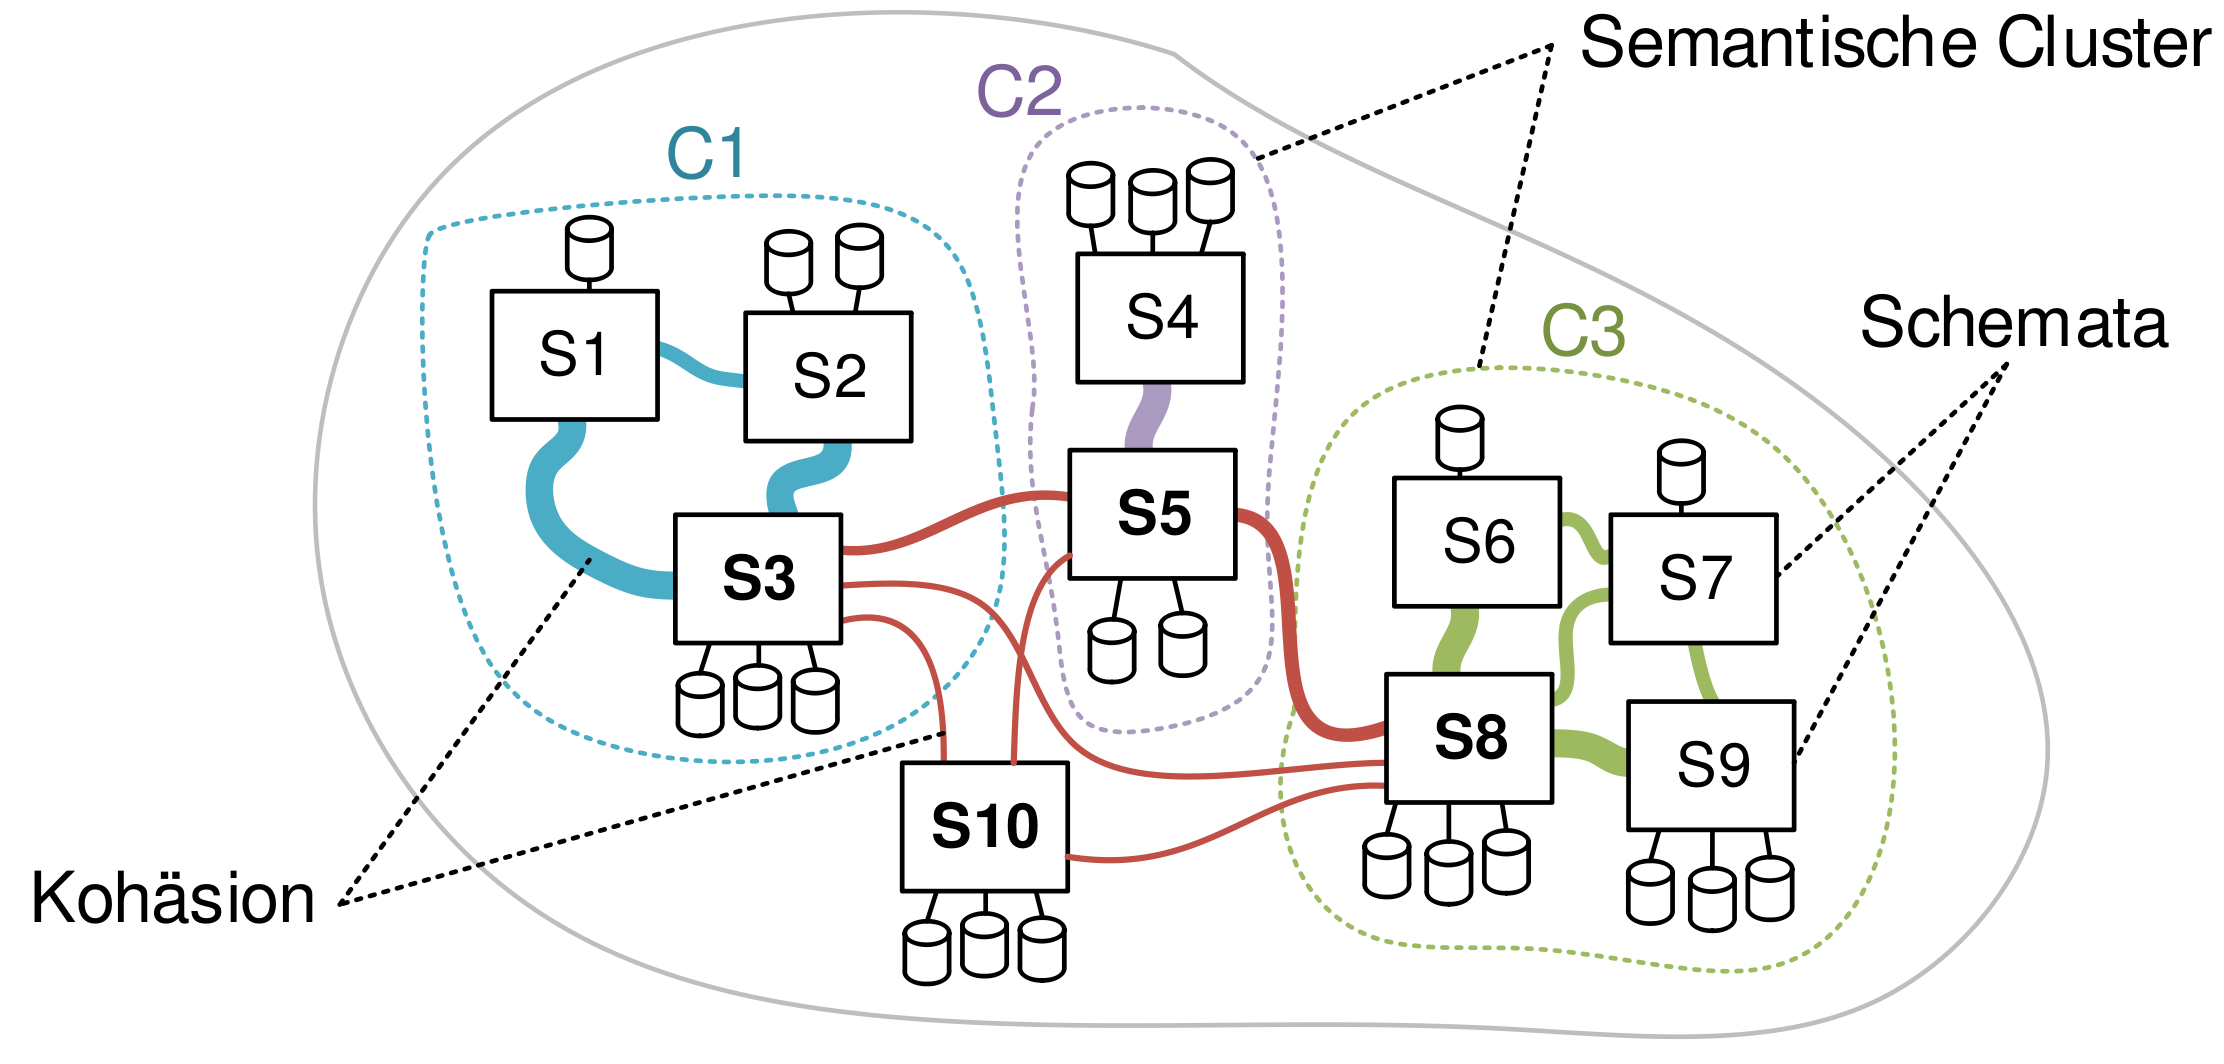 Semantische Cluster
C2
C1
S4
Schemata
C3
S1
S2
S5
S6
S7
S3
S8
S9
S10
Kohäsion